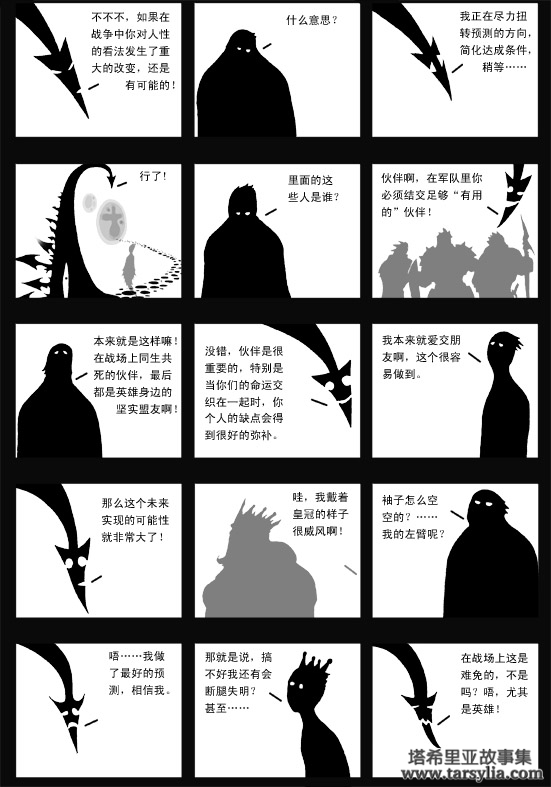 不不不，如果在
战争中你对人性
的看法发生了重
大的改变，还是
有可能的！
什么意思？
我正在尽力扭
转预测的方向，
简化达成条件，
稍等……
行了！
里面的这
些人是谁？
伙伴啊，在军队里你
必须结交足够“有用
的”伙伴！
本来就是这样嘛！
在战场上同生共
死的伙伴，最后
都是英雄身边的
坚实盟友啊！
没错，伙伴是很
重要的，特别是
当你们的命运交
织在一起时，你
个人的缺点会得
到很好的弥补。
我本来就爱交朋
友啊，这个很容
易做到。
那么这个未来
实现的可能性
就非常大了！
哇，我戴着
皇冠的样子
很威风啊！
袖子怎么空
空的？……
我的左臂呢？
唔……我做
了最好的预
测，相信我。
那就是说，搞
不好我还有会
断腿失明？
甚至……
在战场上这是
难免的，不是
吗？唔，尤其
是英雄！
塔希里亚故事集
www.tarsylia.com